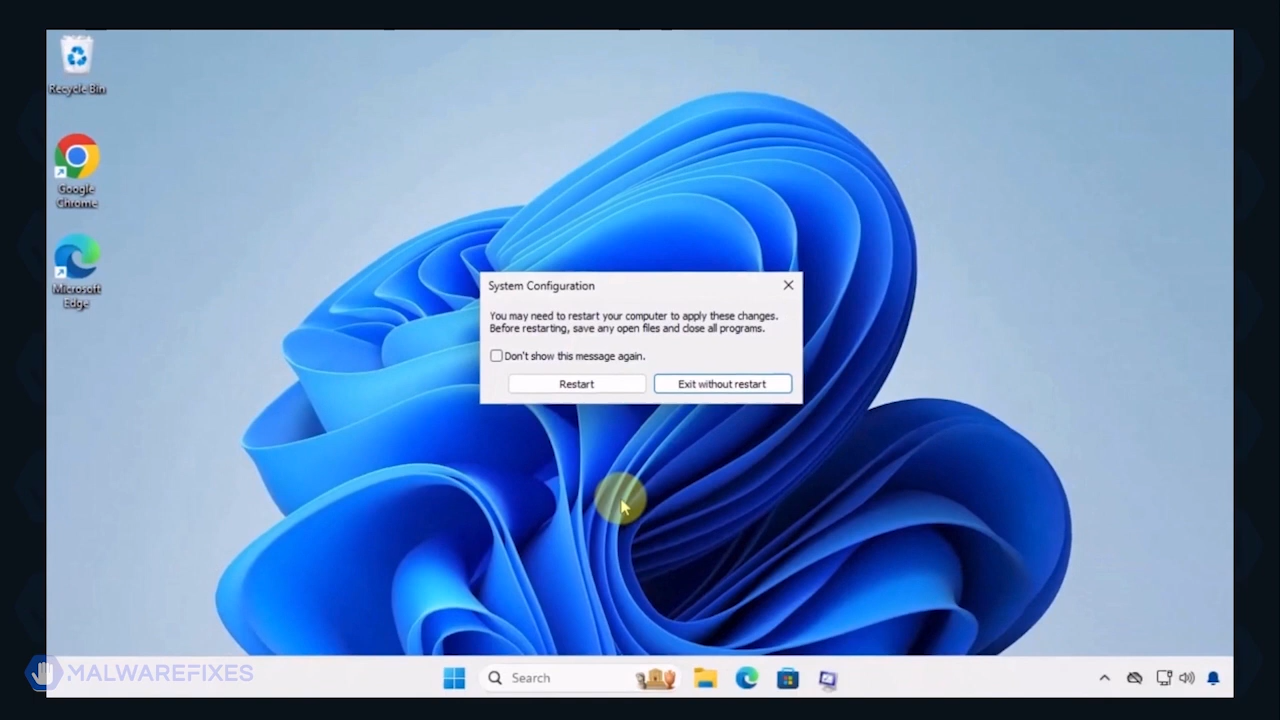 Recycle Bin
Google
Chrome
Microsoft
Edge
System Configuration
You may need to restart your computer to apply these changes.
Before restarting, save any open files and close all programs.
Don't show this message again.
Restart
Exit without restart
Search
MALWAREFIXES